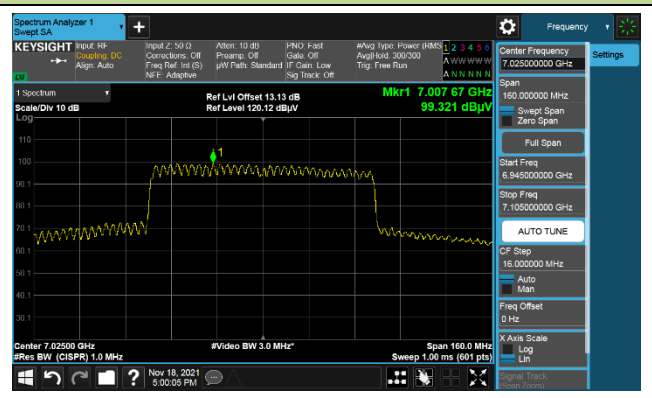 Spectrum Analyzer 1
Swept SA
Frequency
KEYSIGHT
Input: RF
Coupling: DC
Align: Auto
Input Z: 50 Ω
Corrections: Off
Freq Ref: Int (S)
NFE: Adaptive
Atten: 10 dB
Preamp: Off
µW Path: Standard
PNO: Fast
Gate: Off
IF Gain: Low
Sig Track: Off
#Avg Type: Power (RMS
Avg|Hold: 300/300
Trig: Free Run
1 2 3 4 5 6
A W W W W W
A N N N N N
LV
1 Spectrum
Scale/Div 10 dB
Log
Ref Lvl Offset 13.13 dB
Ref Level 120.12 dBµV
Mkr1 7.007 67 GHz
99.321 dBµV
1
110
100
90.1
80.1
70.1
60.1
50.1
40.1
30.1
Center 7.02500 GHz
#Res BW (CISPR) 1.0 MHz
#Video BW 3.0 MHz*
Span 160.0 MHz
Sweep 1.00 ms (601 pts)
Center Frequency
7.025000000 GHz
Span
160.000000 MHz
Swept Span
Zero Span
Full Span
Start Freq
6.945000000 GHz
Stop Freq
7.105000000 GHz
AUTO TUNE
CF Step
16.000000 MHz
Auto
Man
Freq Offset
0 Hz
X Axis Scale
Log
Lin
Signal Track
(Span Zoom)
Settings
?
Nov 18, 2021
5:00:05 PM